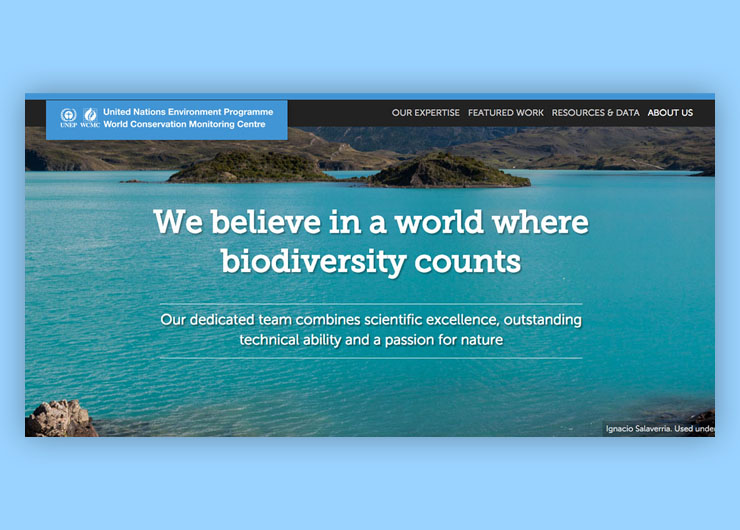 United Nations Environment Programme
World Conservation Monitoring Centre
UNEP WCMC
OUR EXPERTISE FEATURED WORK RESOURCES & DATA ABOUT US
We believe in a world where
biodiversity counts
Our dedicated team combines scientific excellence, outstanding
technical ability and a passion for nature
Ignacio Salaverria. Used under